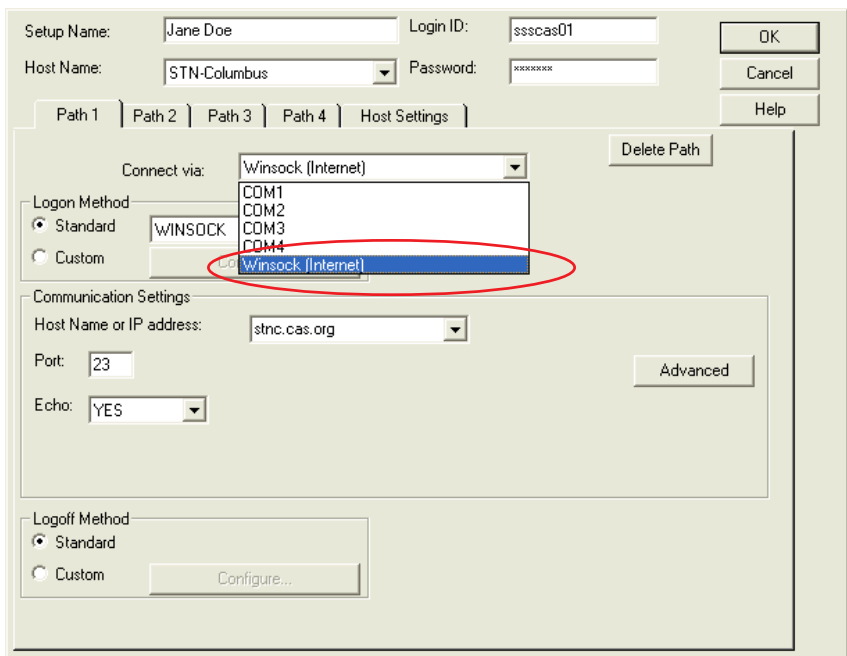 Setup Name: Jane Doe Login ID: ssscas01 OK
Host Name: STN-Columbus Password: xxxxxxx Cancel
Path 1 Path 2 Path 3 Path 4 Host Settings Help
Delete Path
Connect via: Winsock (Internet)
COM1
Logon Method
COM2
Standard WINSOCK COM3
COM4
Custom Co Winsock (Internet)
Communication Settings
Host Name or IP address: stnc.cas.org
Port: 23 Advanced
Echo: YES
Logoff Method
Standard
Custom Configure...